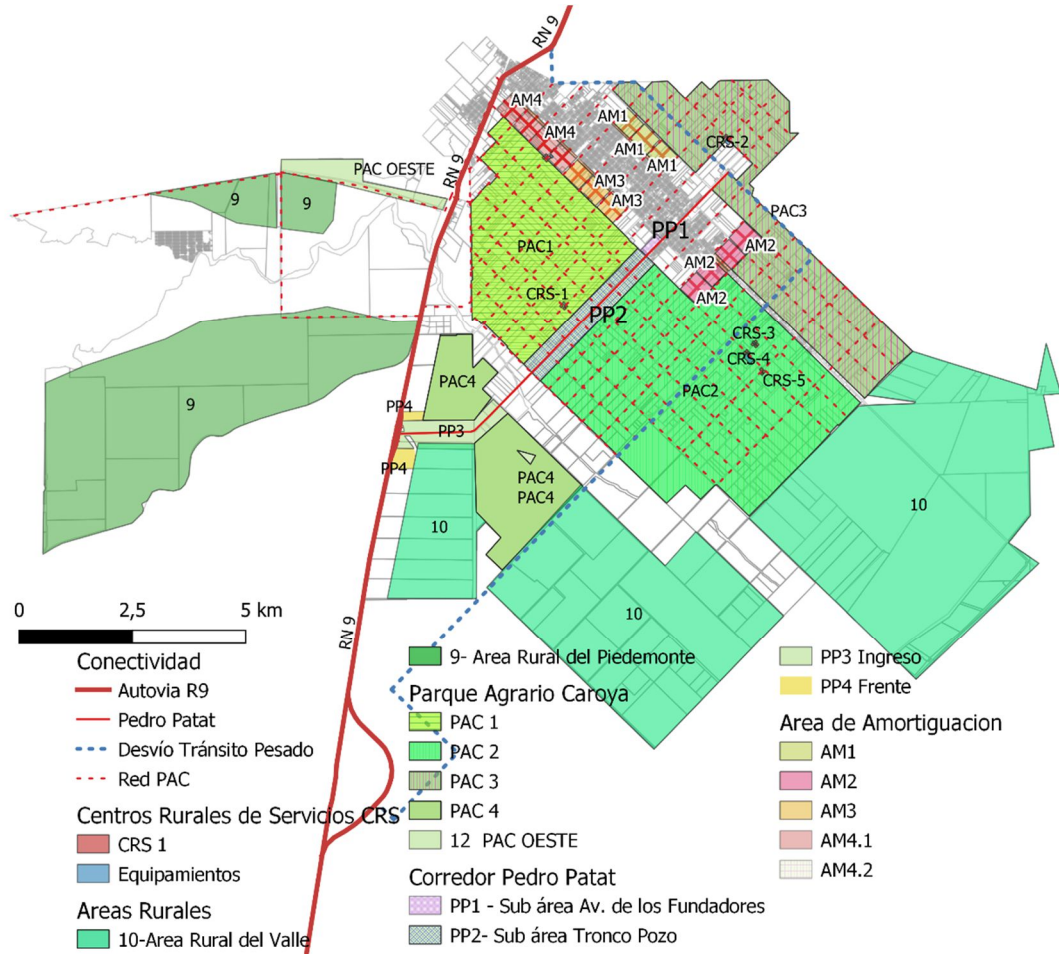 RN 9
AM4
AM4
AM1
AM1
AM1
CRS-2
PAC OESTE
RN 9
9
9
AM3
AM3
PAC3
PP1
AM2
AM2
AM2
PAC1
CRS-1
PP2
CRS-3
CRS-4
CRS-5
PAC2
PAC4
9
PP4
PP3
PP4
PAC4
PAC4
10
10
10
RN 9
0 2,5 5 km
Conectividad
Autovia R9
Pedro Patat
Desvío Tránsito Pesado
Red PAC
Centros Rurales de Servicios CRS
CRS 1
Equipamientos
Areas Rurales
10-Area Rural del Valle
9- Area Rural del Piedemonte
Parque Agrario Caroya
PAC 1
PAC 2
PAC 3
PAC 4
12 PAC OESTE
Corredor Pedro Patat
PP1 - Sub área Av. de los Fundadores
PP2- Sub área Tronco Pozo
PP3 Ingreso
PP4 Frente
Area de Amortiguacion
AM1
AM2
AM3
AM4.1
AM4.2